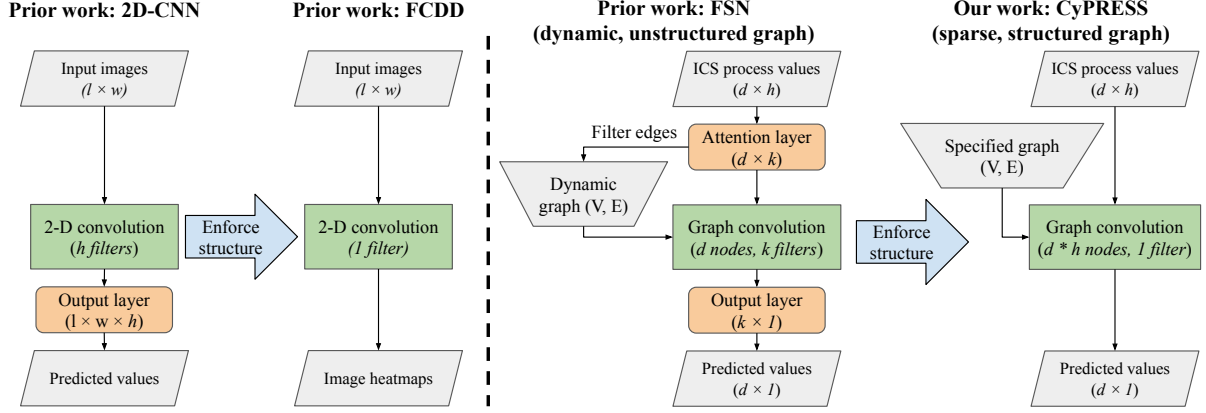 Prior work: 2D-CNN
Input images
(l × w)
2-D convolution
(h filters)
Output layer
(l × w × h)
Predicted values
Enforce
structure
Prior work: FCDD
Input images
(l × w)
2-D convolution
(1 filter)
Image heatmaps
Prior work: FSN
(dynamic, unstructured graph)
ICS process values
(d × h)
Filter edges
Attention layer
(d × k)
Dynamic
graph (V, E)
Graph convolution
(d nodes, k filters)
Output layer
(k × 1)
Predicted values
(d × 1)
Enforce
structure
Our work: CyPRESS
(sparse, structured graph)
ICS process values
(d × h)
Specified graph
(V, E)
Graph convolution
(d * h nodes, 1 filter)
Predicted values
(d × 1)